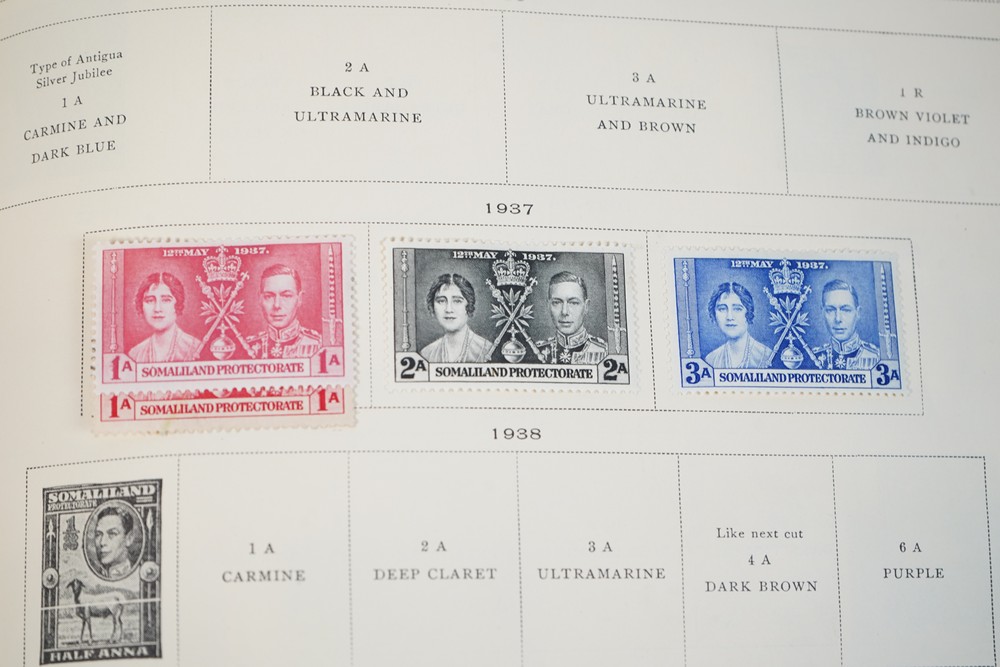 Type of Antigua
Silver Jubilee
1 A
CARMINE AND
DARK BLUE
2 A
BLACK AND
ULTRAMARINE
3 A
ULTRAMARINE
AND BROWN
1 R
BROWN VIOLET
AND INDIGO
1937
12TH MAY 1937.
1A SOMALILAND PROTECTORATE 1A
1A SOMALILAND PROTECTORATE 1A
12TH MAY 1937.
2A SOMALILAND PROTECTORATE 2A
12TH MAY 1937.
3A SOMALILAND PROTECTORATE 3A
1938
SOMALILAND
PROTECTORATE
HALF ANNA
1 A
CARMINE
2 A
DEEP CLARET
3 A
ULTRAMARINE
Like next cut
4 A
DARK BROWN
6 A
PURPLE